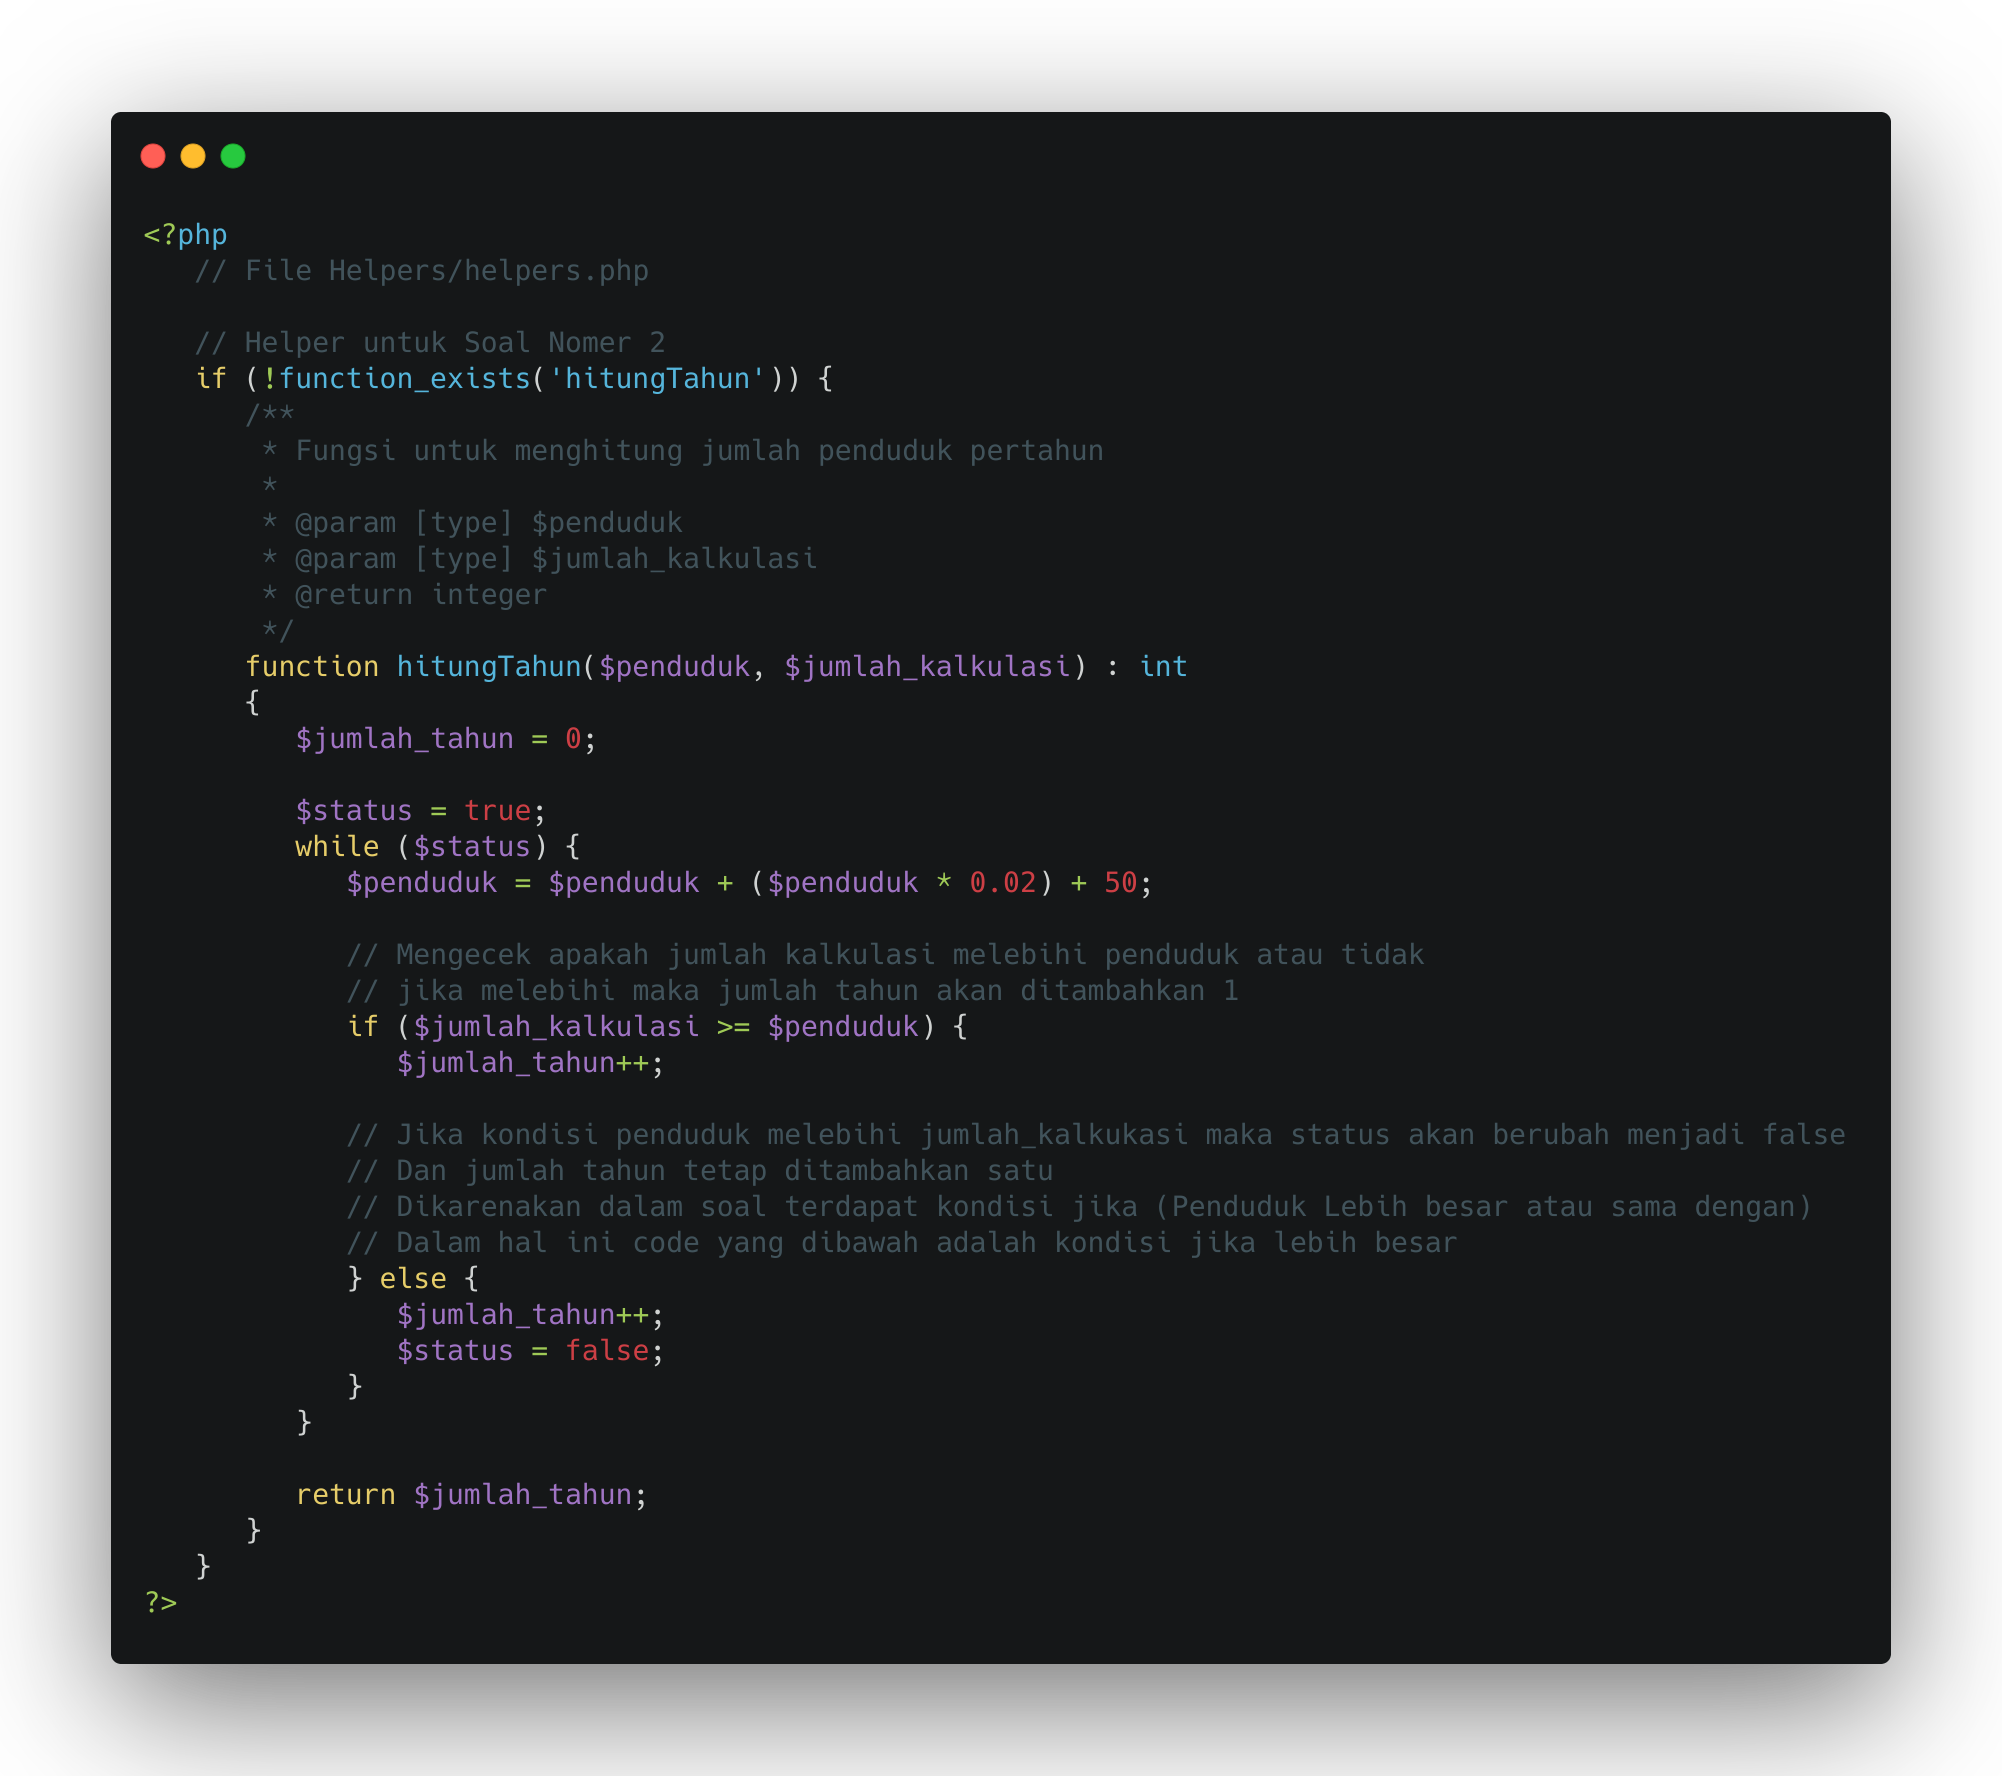 <?php
// File Helpers/helpers.php
// Helper untuk Soal Nomer 2
if (!function_exists('hitungTahun')) {
/**
* Fungsi untuk menghitung jumlah penduduk pertahun
*
* @param [type] $penduduk
* @param [type] $jumlah_kalkulasi
* @return integer
*/
function hitungTahun($penduduk, $jumlah_kalkulasi) : int
{
$jumlah_tahun = 0;
$status = true;
while ($status) {
$penduduk = $penduduk + ($penduduk * 0.02) + 50;
// Mengecek apakah jumlah kalkulasi melebihi penduduk atau tidak
// jika melebihi maka jumlah tahun akan ditambahkan 1
if ($jumlah_kalkulasi >= $penduduk) {
$jumlah_tahun++;
// Jika kondisi penduduk melebihi jumlah_kalkukasi maka status akan berubah menjadi false
// Dan jumlah tahun tetap ditambahkan satu
// Dikarenakan dalam soal terdapat kondisi jika (Penduduk Lebih besar atau sama dengan)
// Dalam hal ini code yang dibawah adalah kondisi jika lebih besar
} else {
$jumlah_tahun++;
$status = false;
}
}
return $jumlah_tahun;
}
}
?>